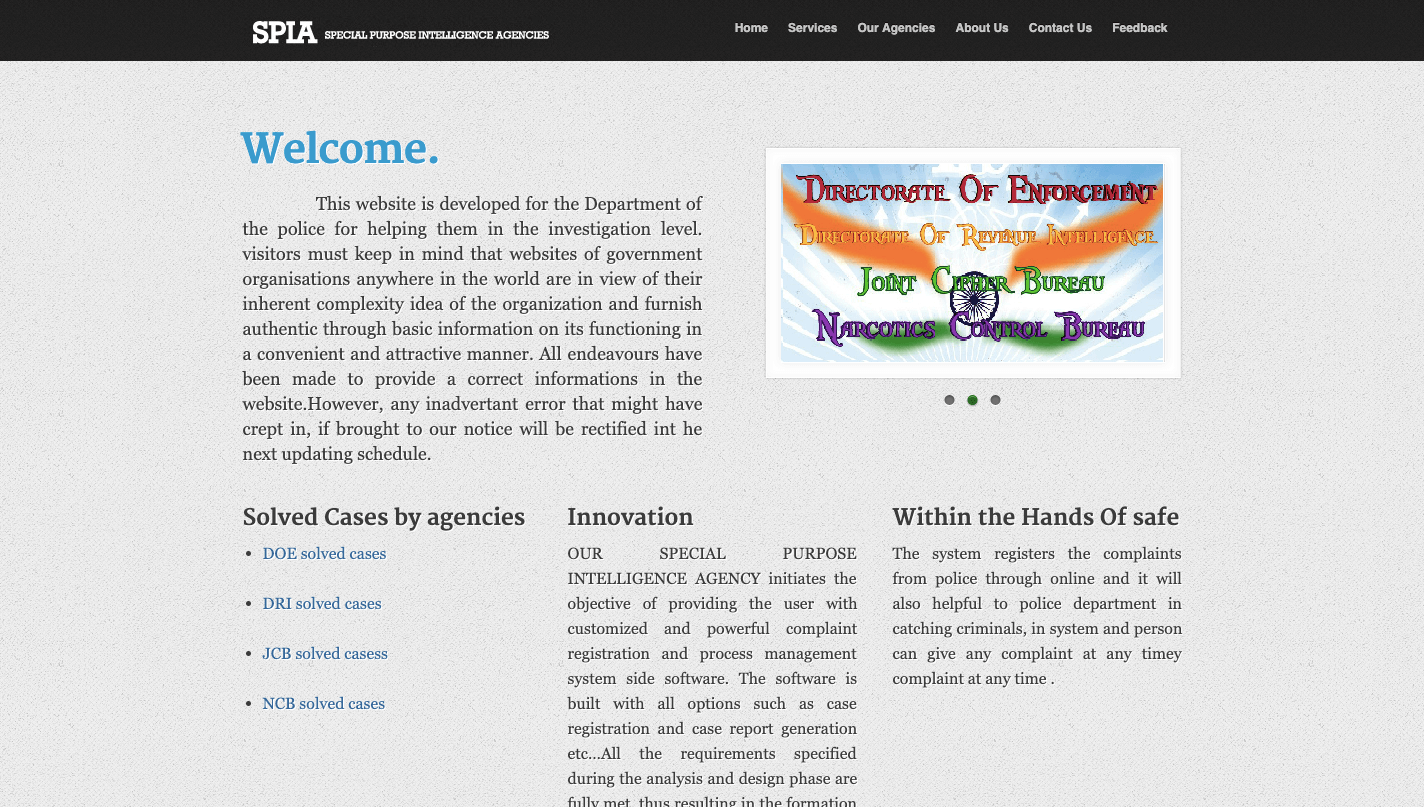 SPIA SPECIAL PURPOSE INTELLIGENCE AGENCIES
Home Services Our Agencies About Us Contact Us Feedback
Welcome.
This website is developed for the Department of
the police for helping them in the investigation level.
visitors must keep in mind that websites of government
organisations anywhere in the world are in view of their
inherent complexity idea of the organization and furnish
authentic through basic information on its functioning in
a convenient and attractive manner. All endeavours have
been made to provide a correct informations in the
website.However, any inadvertant error that might have
crept in, if brought to our notice will be rectified int he
next updating schedule.
Directorate Of Enforcement
Directorate Of Revenue Intelligence
Joint Cipher Bureau
Narcotics Control Bureau
Solved Cases by agencies
DOE solved cases
DRI solved cases
JCB solved casess
NCB solved cases
Innovation
OUR SPECIAL PURPOSE
INTELLIGENCE AGENCY initiates the
objective of providing the user with
customized and powerful complaint
registration and process management
system side software. The software is
built with all options such as case
registration and case report generation
etc...All the requirements specified
during the analysis and design phase are
fully met, thus resulting in the formation
Within the Hands Of safe
The system registers the complaints
from police through online and it will
also helpful to police department in
catching criminals, in system and person
can give any complaint at any timey
complaint at any time .